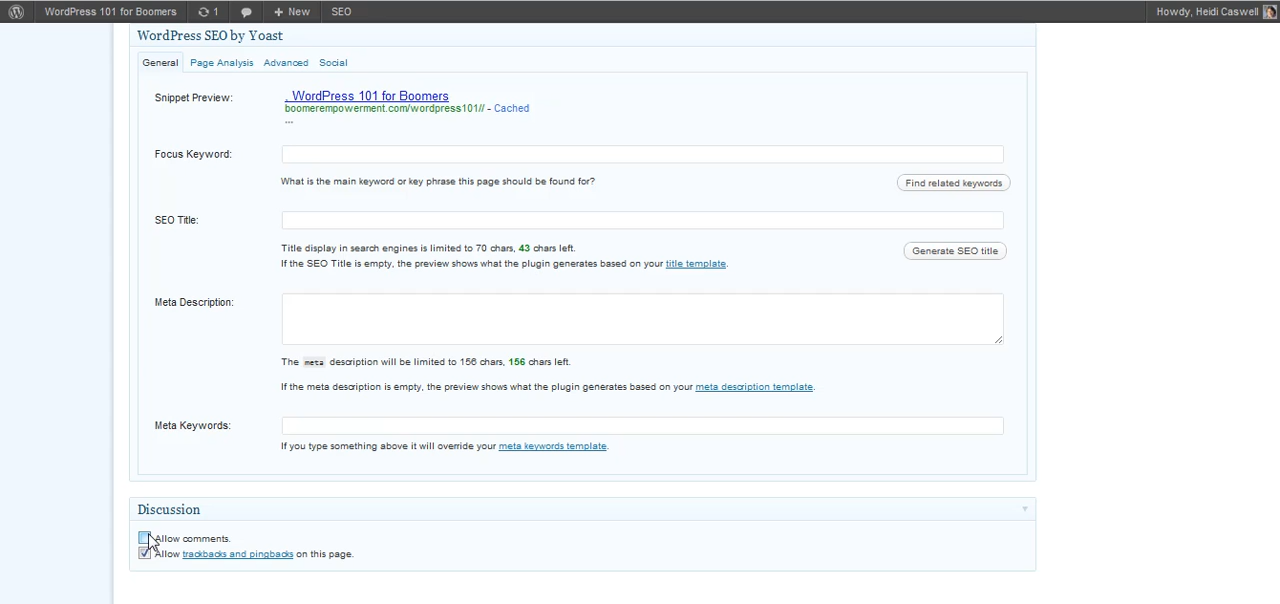 WordPress 101 for Boomers 1 New SEO Howdy, Heidi Caswell
WordPress SEO by Yoast
General Page Analysis Advanced Social
Snippet Preview: , WordPress 101 for Boomers
boomerempowerment.com/wordpress101// - Cached
...
Focus Keyword:
What is the main keyword or key phrase this page should be found for? Find related keywords
SEO Title:
Title display in search engines is limited to 70 chars, 43 chars left. Generate SEO title
If the SEO Title is empty, the preview shows what the plugin generates based on your title template.
Meta Description:
The meta description will be limited to 156 chars, 156 chars left.
If the meta description is empty, the preview shows what the plugin generates based on your meta description template.
Meta Keywords:
If you type something above it will override your meta keywords template.
Discussion
Allow comments.
Allow trackbacks and pingbacks on this page.